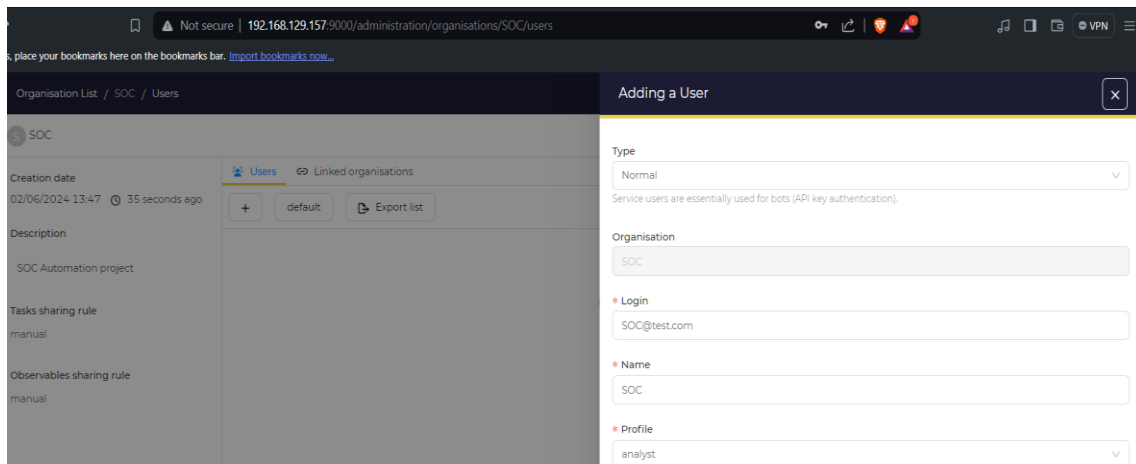 Not secure | 192.168.129.157:9000/administration/organisations/SOC/users
VPN
s, place your bookmarks here on the bookmarks bar. Import bookmarks now...
Organisation List / SOC / Users
S SOC
Creation date
02/06/2024 13:47 35 seconds ago
Description
SOC Automation project
Tasks sharing rule
manual
Observables sharing rule
manual
Users Linked organisations
+ default Export list
Adding a User
x
Type
Normal
Service users are essentially used for bots (API key authentication).
Organisation
SOC
* Login
SOC@test.com
* Name
SOC
* Profile
analyst